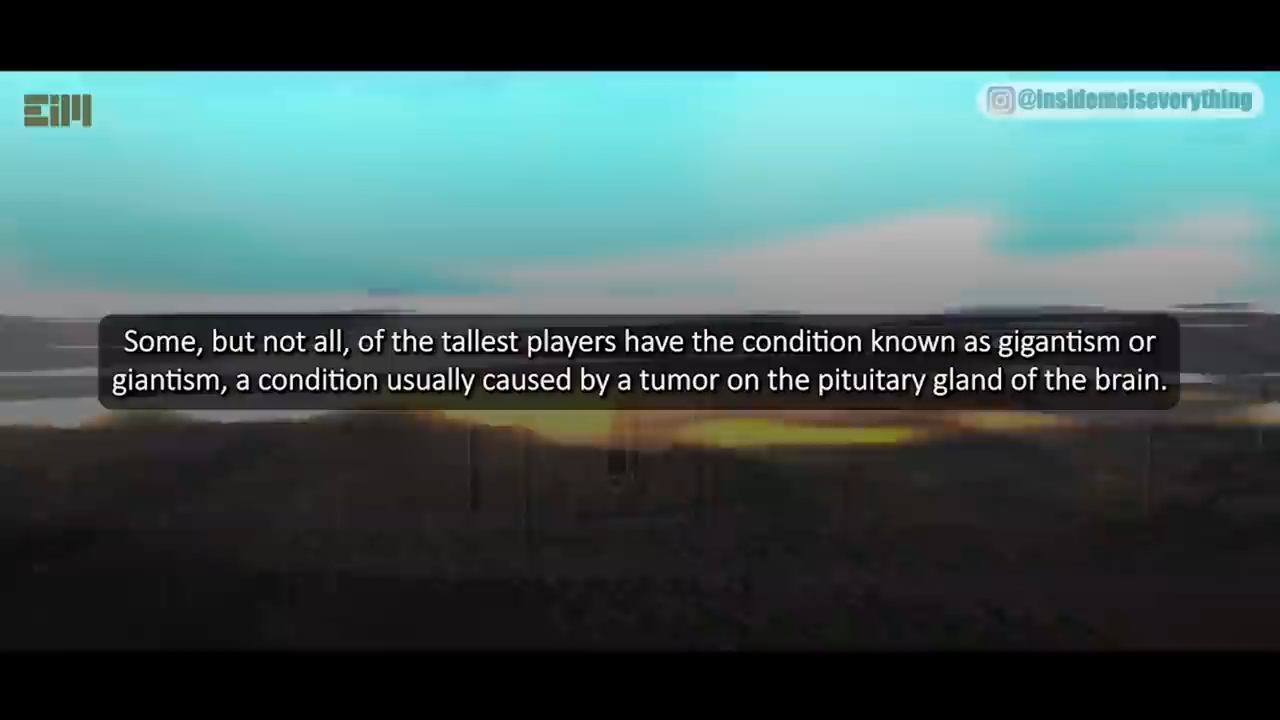 EiM
@insidemeiseverything
Some, but not all, of the tallest players have the condition known as gigantism or
giantism, a condition usually caused by a tumor on the pituitary gland of the brain.